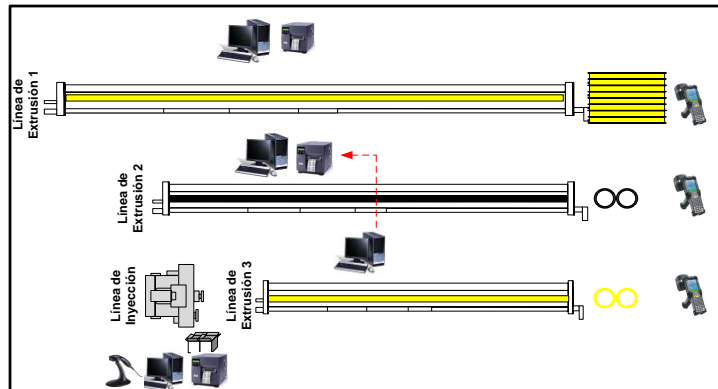 Línea de
Extrusión 1
Línea de
Extrusión 2
Línea de
Inyección
Línea de
Extrusión 3